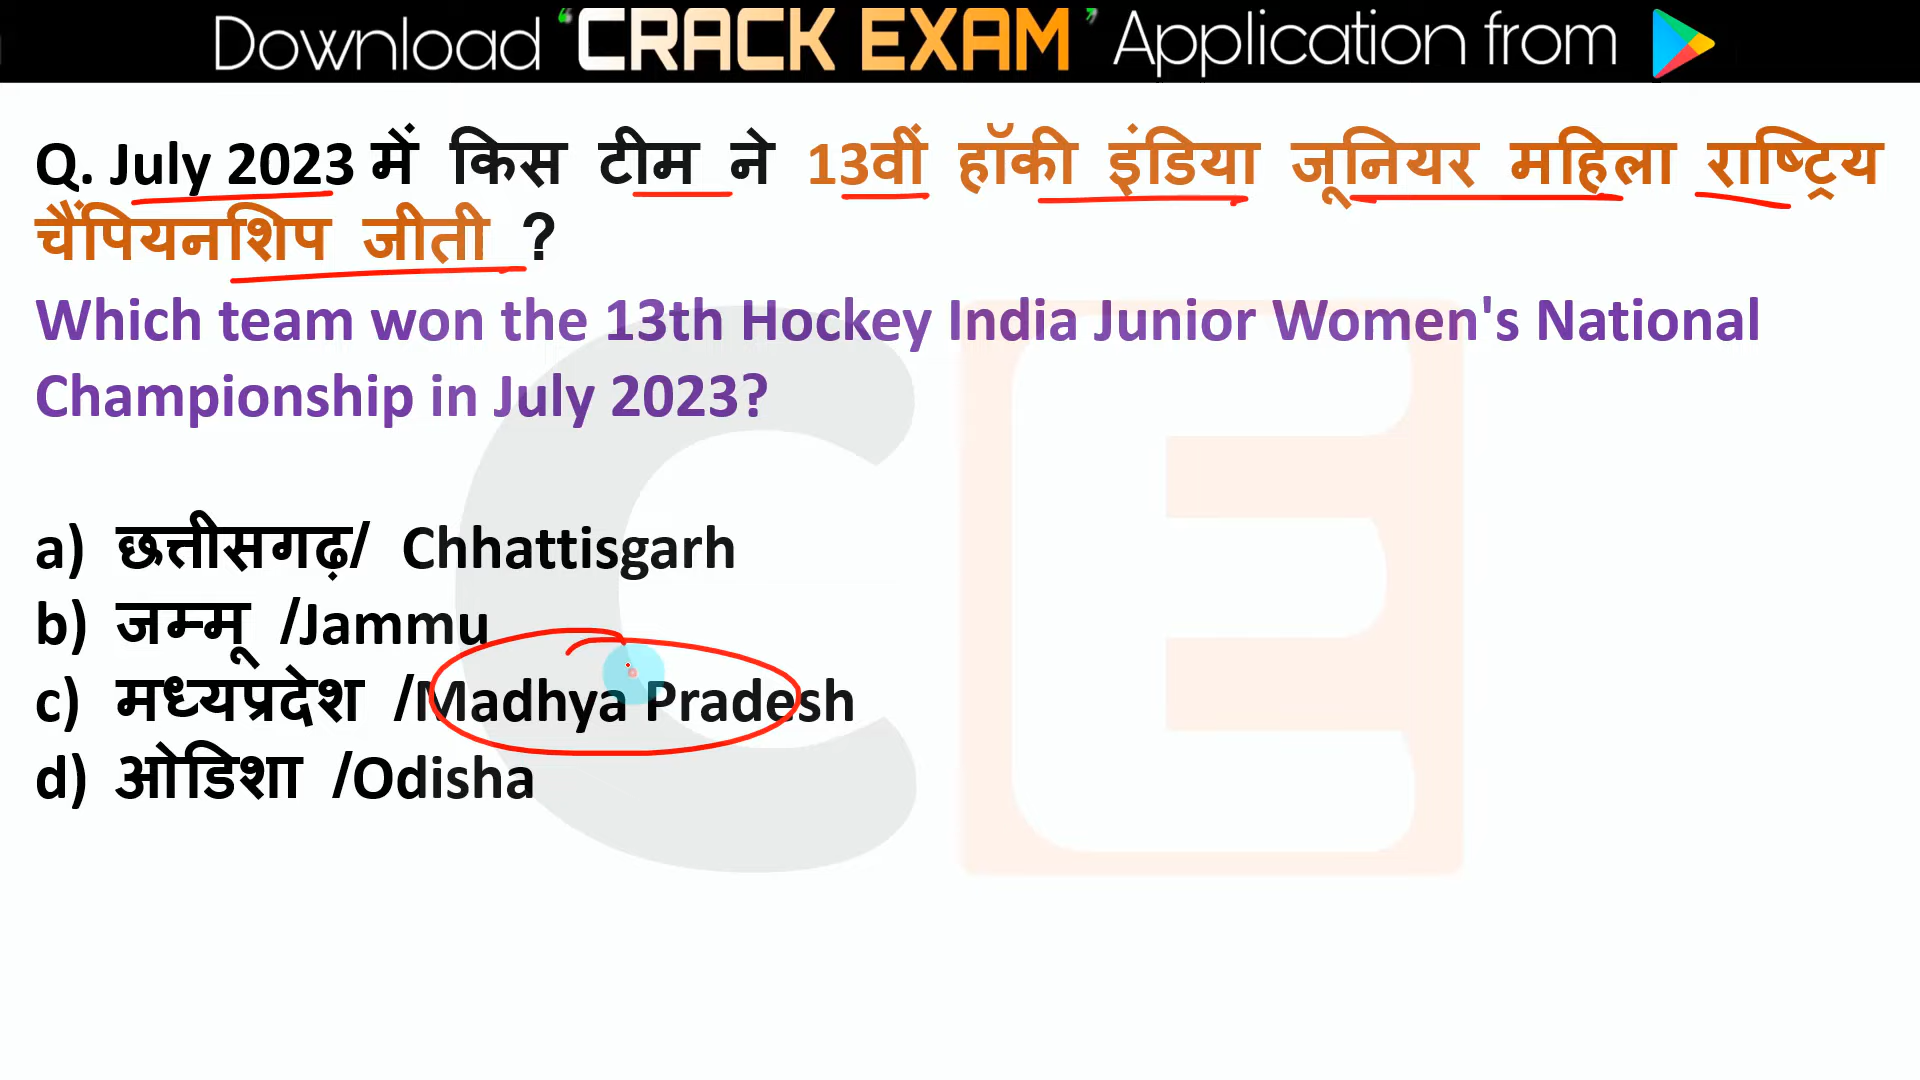 Download ‘CRACK EXAM’ Application from
Q. July 2023 में किस टीम ने 13वीं हॉकी इंडिया जूनियर महिला राष्ट्रिय
चैंपियनशिप जीती ?
Which team won the 13th Hockey India Junior Women's National
Championship in July 2023?
a) छत्तीसगढ़/ Chhattisgarh
b) जम्मू /Jammu
c) मध्यप्रदेश /Madhya Pradesh
d) ओडिशा /Odisha
CE